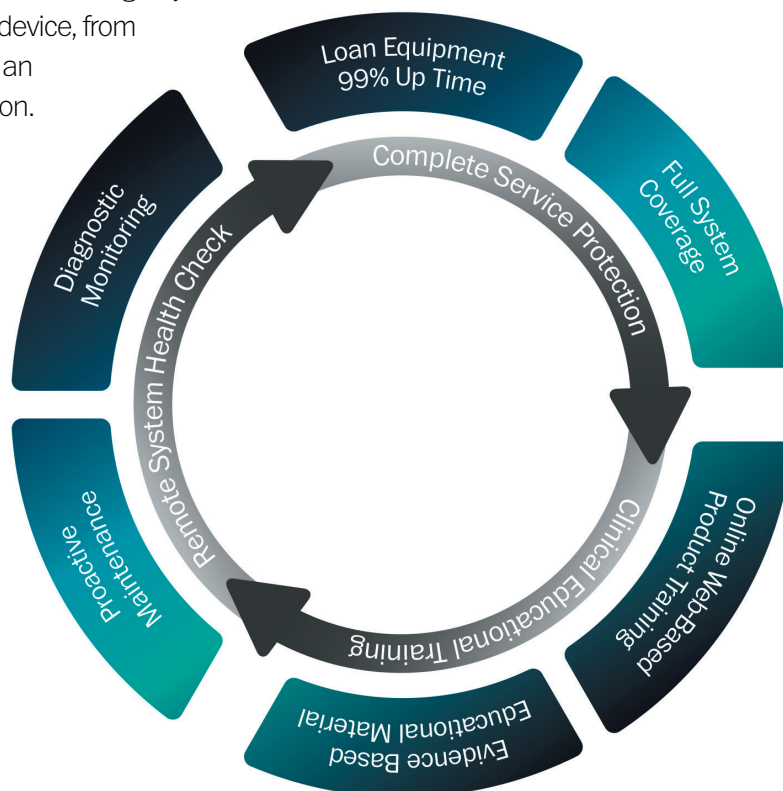 device, from
an
on.
Loan Equipment
99% Up Time
Full System
Coverage
Online Web-Based
Product Training
Evidence Based
Educational Material
Proactive
Maintenance
Diagnostic
Monitoring
Complete Service Protection
Clinical Educational Training
Remote System Health Check